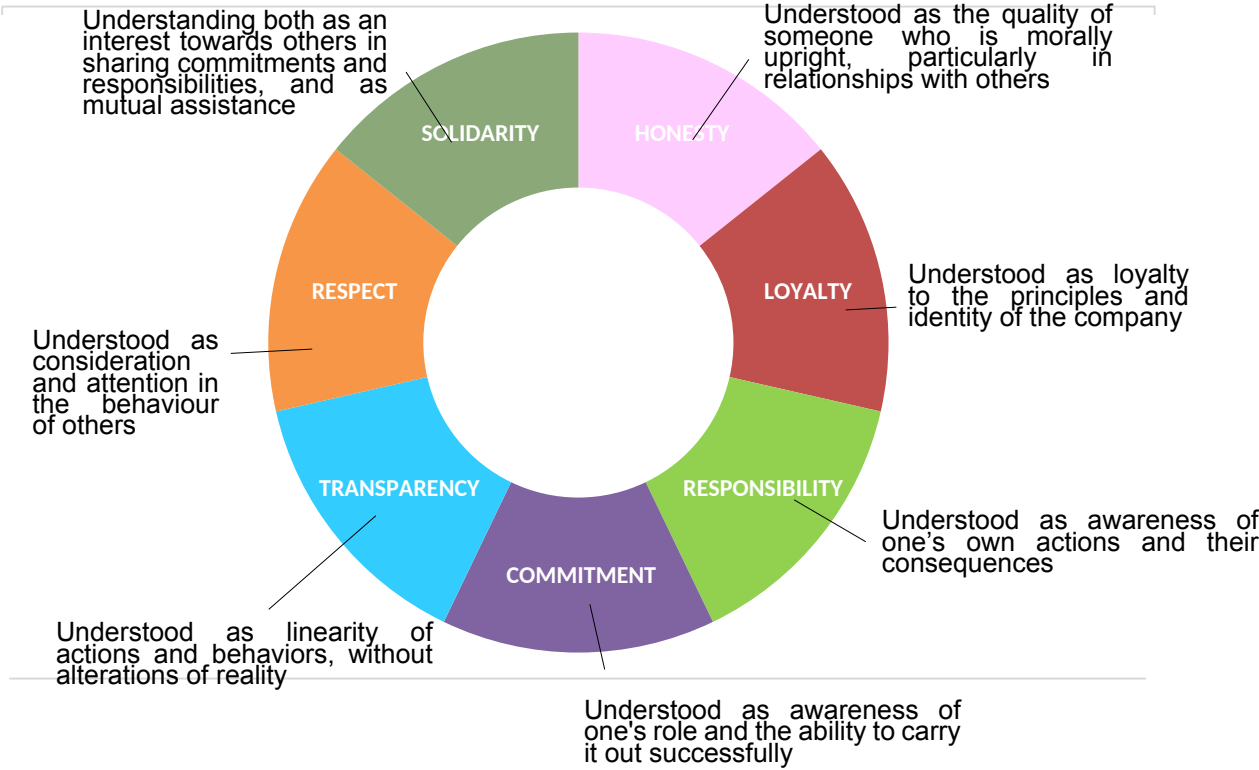 Understanding both as an
interest towards others in
sharing commitments and
responsibilities, and as
mutual assistance
Understood as the quality of
someone who is morally
upright, particularly in
relationships with others
SOLIDARITY
HONESTY
RESPECT
LOYALTY
Understood as loyalty
to the principles and
identity of the company
Understood as
consideration
and attention in
the behaviour
of others
TRANSPARENCY
RESPONSIBILITY
Understood as awareness of
one’s own actions and their
consequences
COMMITMENT
Understood as linearity of
actions and behaviors, without
alterations of reality
Understood as awareness of
one's role and the ability to carry
it out successfully